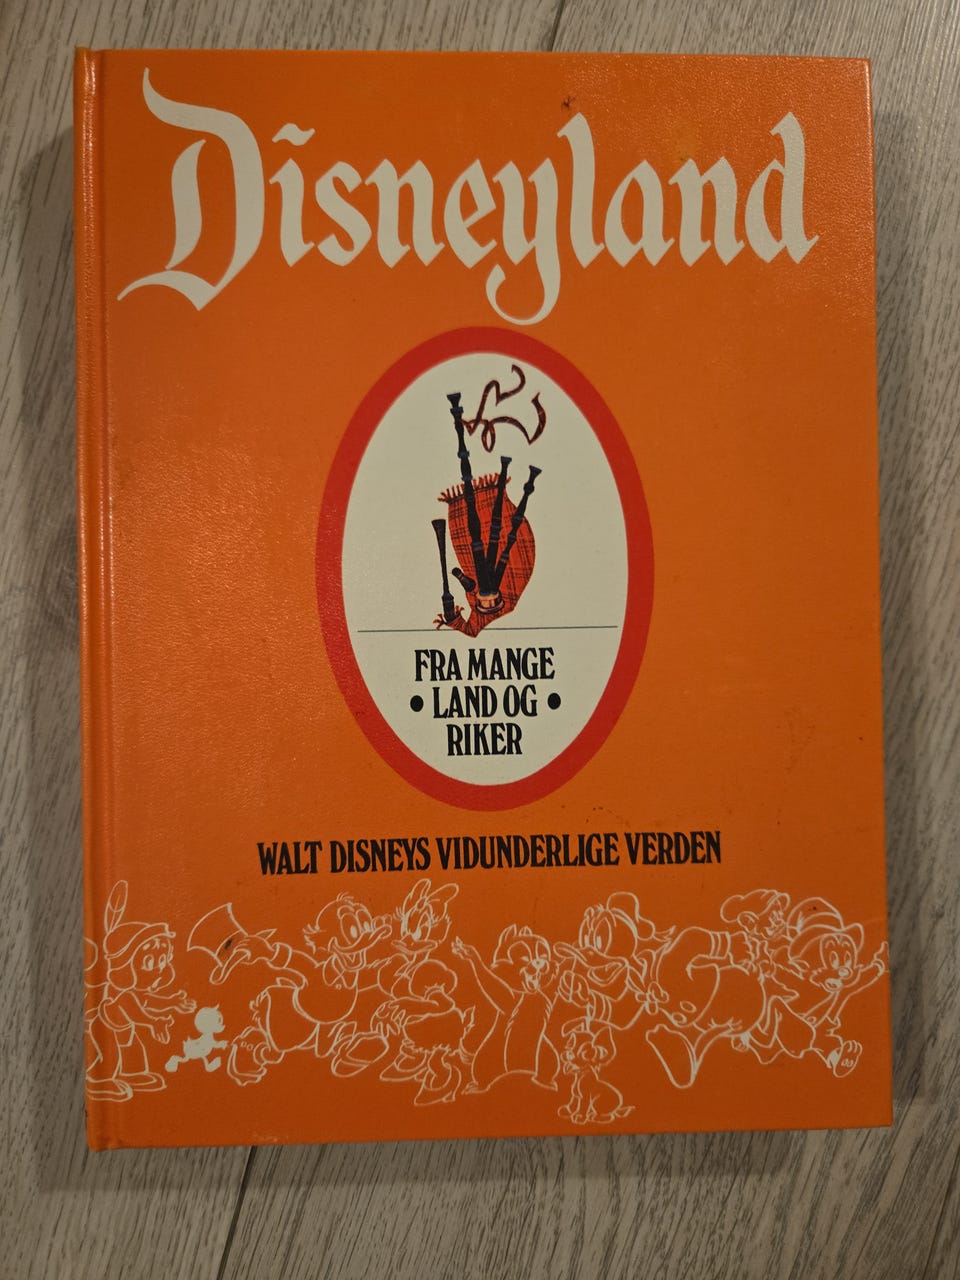 Disneyland
FRA MANGE
• LAND OG •
RIKER
WALT DISNEYS VIDUNDERLIGE VERDEN